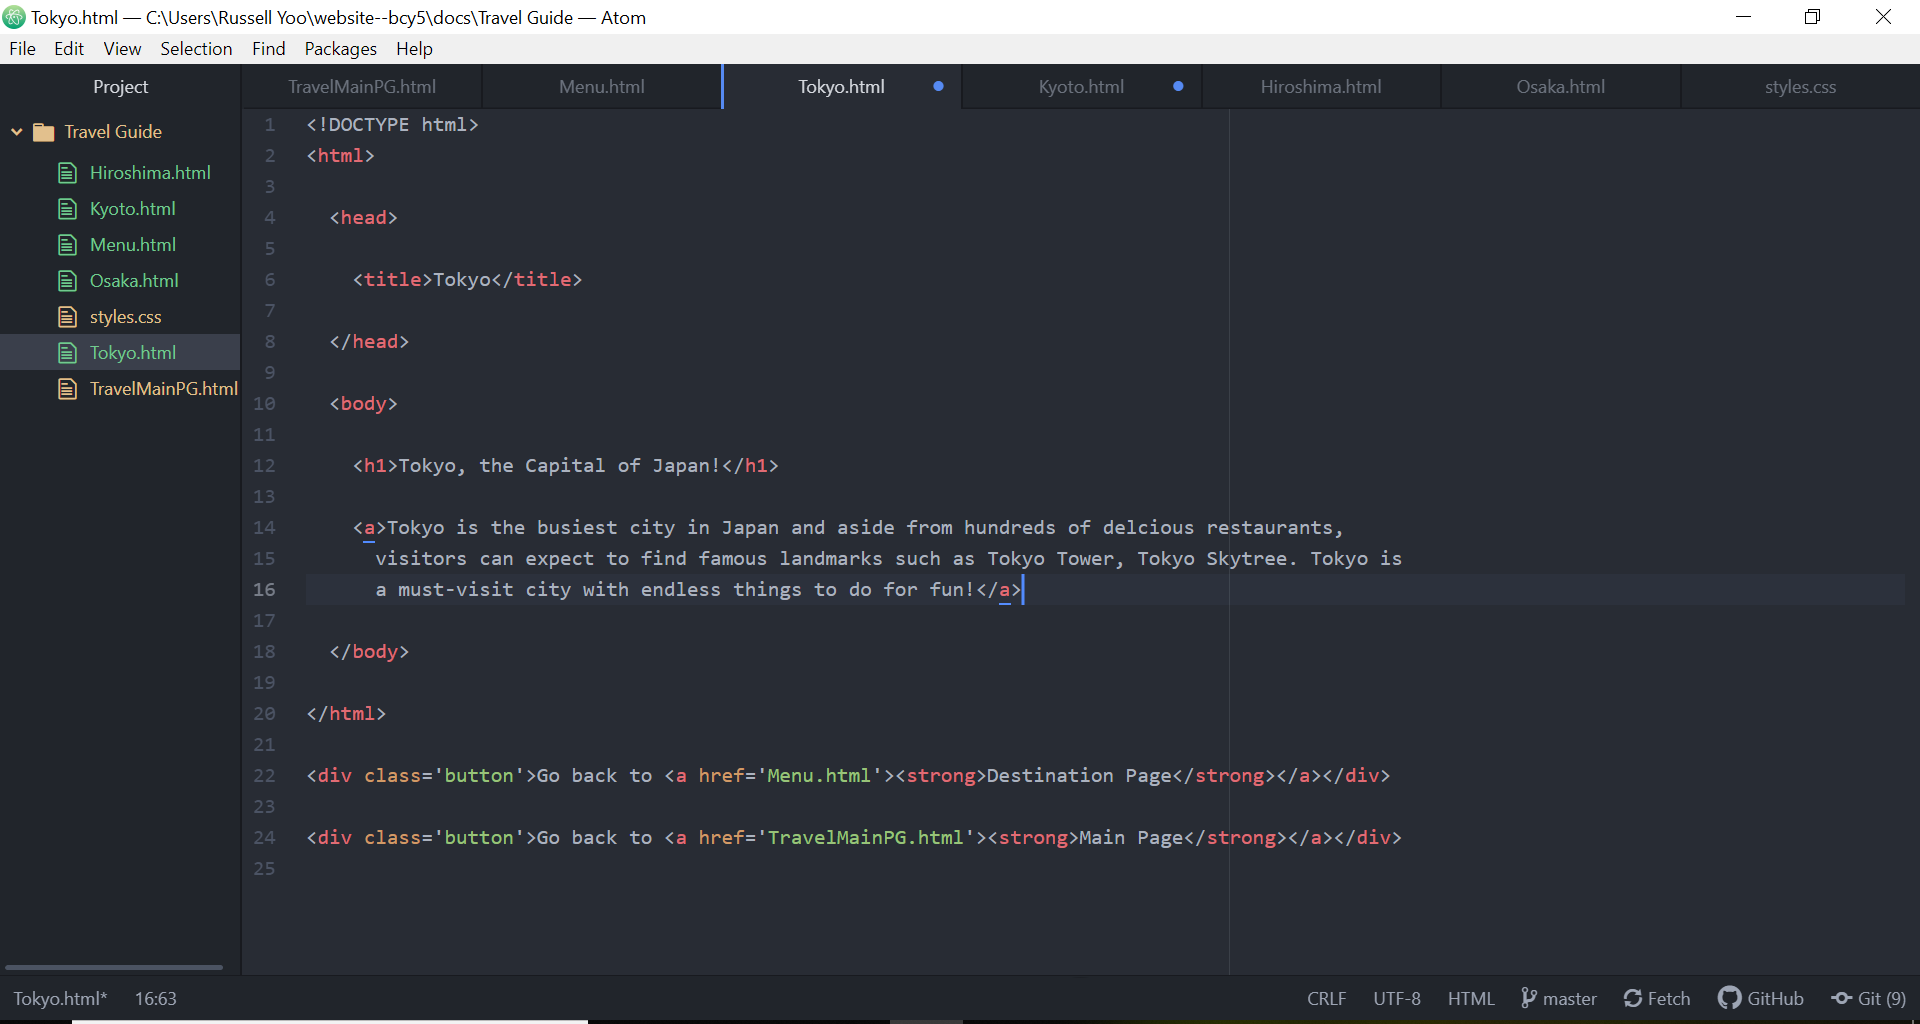 Tokyo.html — C:\Users\Russell Yoo\website--bcy5\docs\Travel Guide — Atom
File Edit View Selection Find Packages Help
Project TravelMainPG.html Menu.html Tokyo.html Kyoto.html Hiroshima.html Osaka.html styles.css
Travel Guide
Hiroshima.html
Kyoto.html
Menu.html
Osaka.html
styles.css
Tokyo.html
TravelMainPG.html
1 <!DOCTYPE html>
2 <html>
3
4 <head>
5
6 <title>Tokyo</title>
7
8 </head>
9
10 <body>
11
12 <h1>Tokyo, the Capital of Japan!</h1>
13
14 <a>Tokyo is the busiest city in Japan and aside from hundreds of delcious restaurants,
15 visitors can expect to find famous landmarks such as Tokyo Tower, Tokyo Skytree. Tokyo is
16 a must-visit city with endless things to do for fun!</a>
17
18 </body>
19
20 </html>
21
22 <div class='button'>Go back to <a href='Menu.html'><strong>Destination Page</strong></a></div>
23
24 <div class='button'>Go back to <a href='TravelMainPG.html'><strong>Main Page</strong></a></div>
25
Tokyo.html* 16:63 CRLF UTF-8 HTML master Fetch GitHub Git (9)